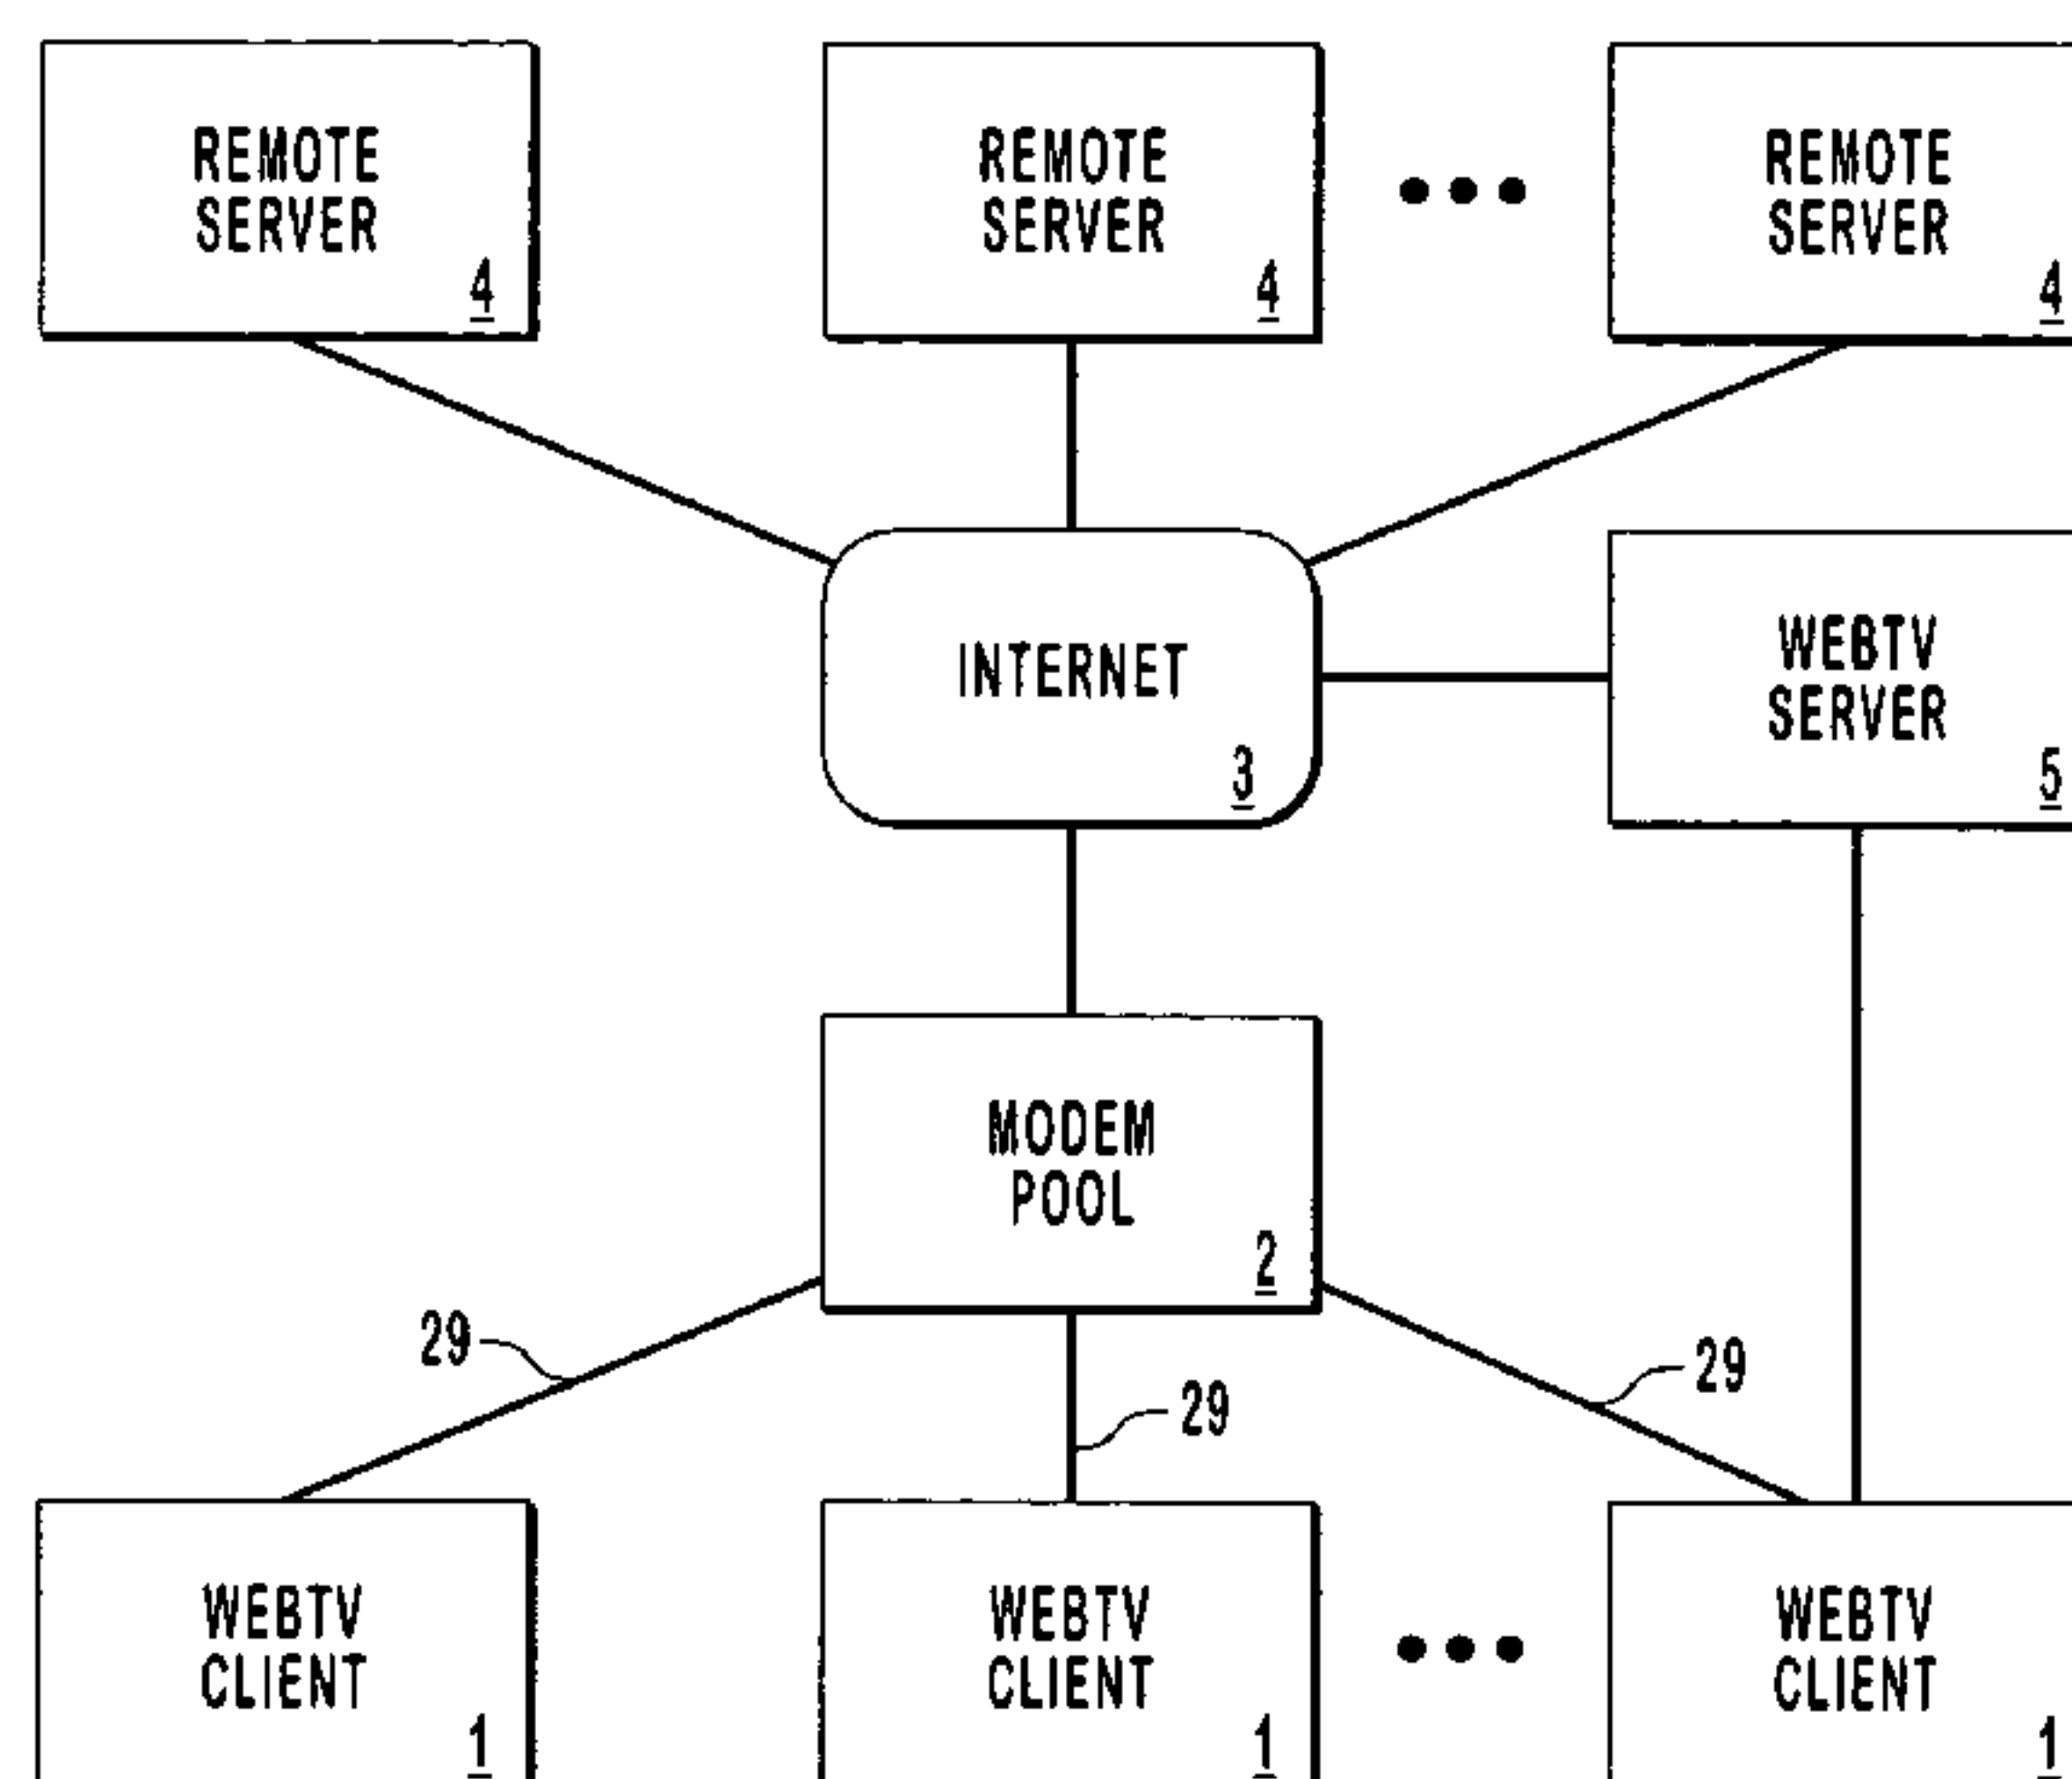 REMOTE
SERVER
4
REMOTE
SERVER
4
REMOTE
SERVER
4
INTERNET
3
WEBTV
SERVER
5
MODEM
POOL
2
29
29
29
WEBTV
CLIENT
1
WEBTV
CLIENT
1
WEBTV
CLIENT
1